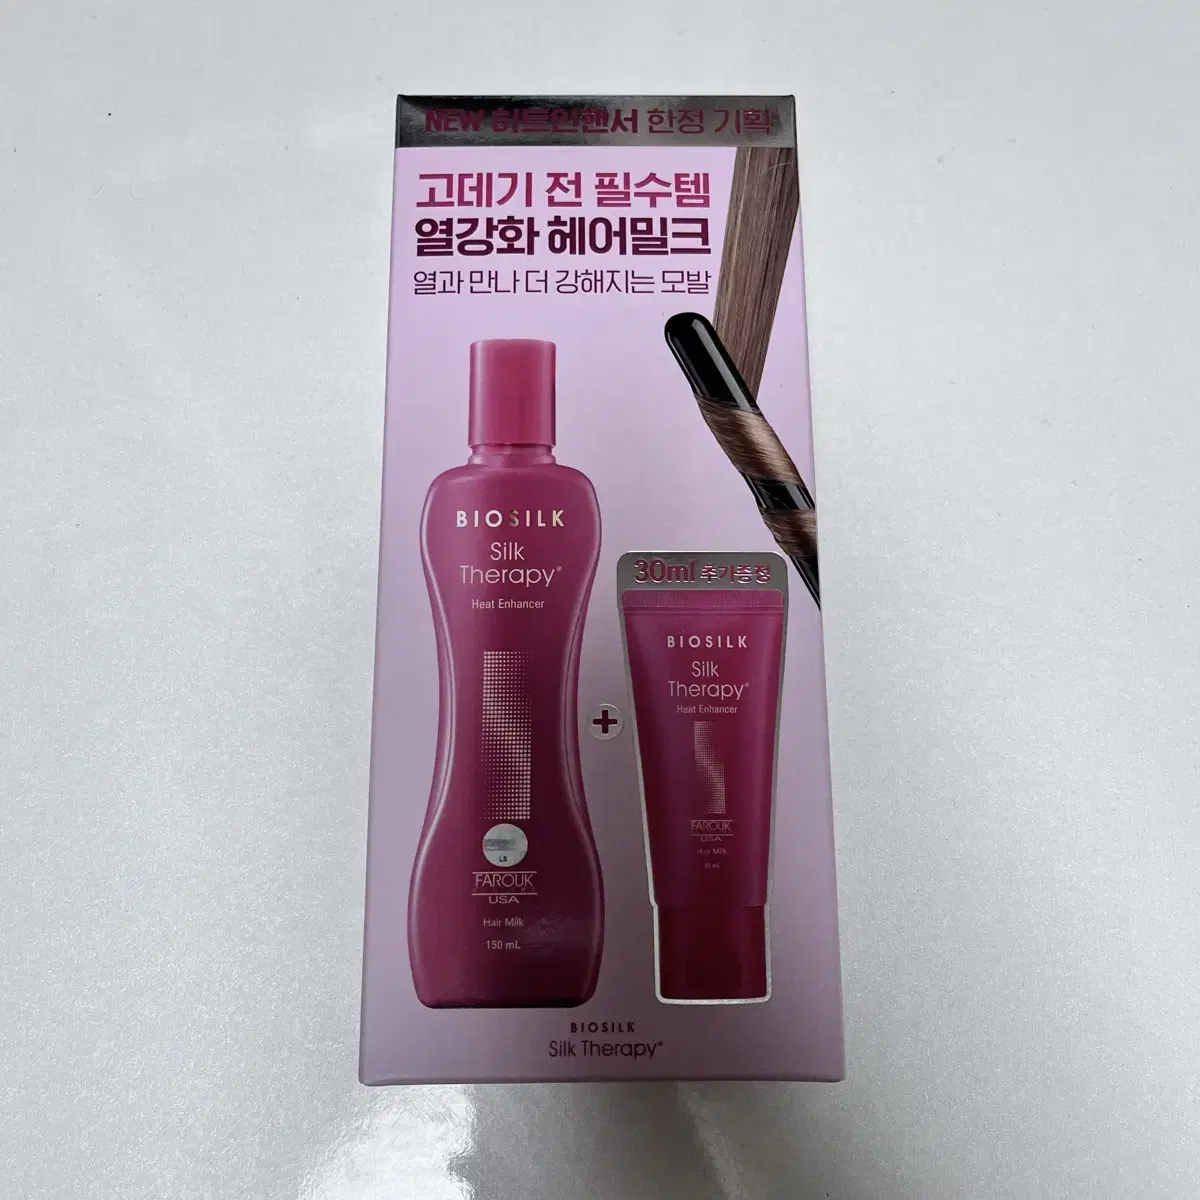 NEW 히트인핸서 한정 기획
고데기 전 필수템
열강화 헤어밀크
열과 만나 더 강해지는 모발
BIOSILK
Silk
Therapy®
Heat Enhancer
LB
FAROUK
USA
Hair Milk
150 mL
+
30ml 추가증정
BIOSILK
Silk
Therapy®
Heat Enhancer
FAROUK
USA
Hair Milk
30 mL
BIOSILK
Silk Therapy®